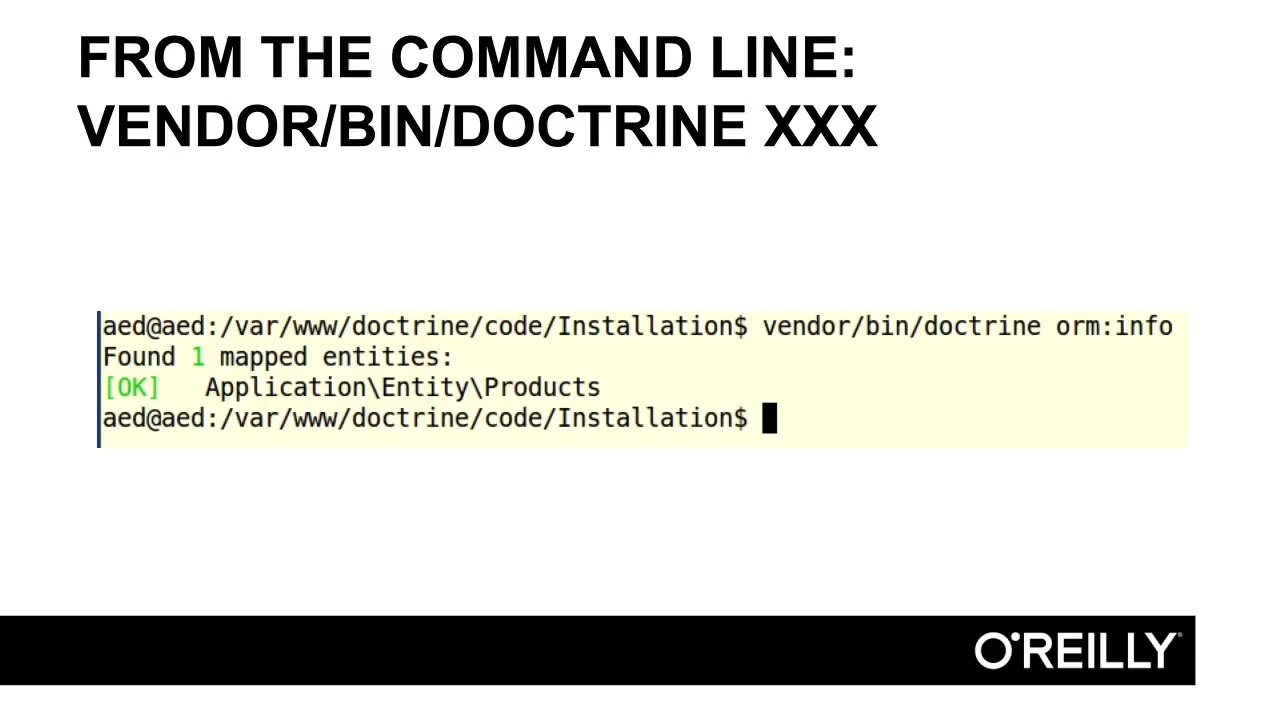 FROM THE COMMAND LINE:
VENDOR/BIN/DOCTRINE XXX
aed@aed:/var/www/doctrine/code/Installation$ vendor/bin/doctrine orm:info
Found 1 mapped entities:
[OK]   Application\Entity\Products
aed@aed:/var/www/doctrine/code/Installation$
O'REILLY®